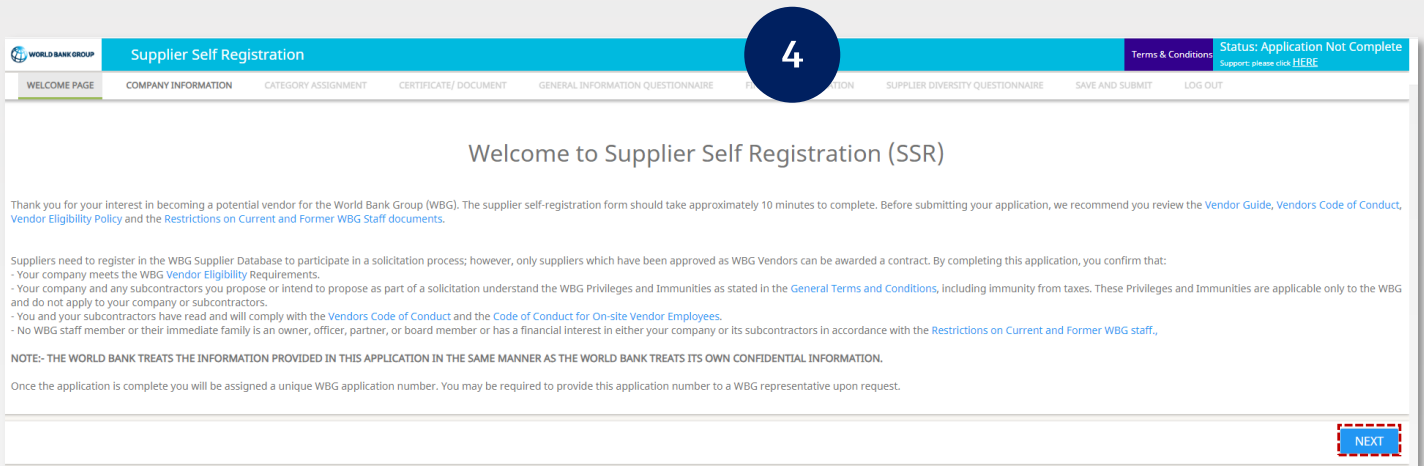 4
WORLD BANK GROUP
Supplier Self Registration
Terms & Conditions
Status: Application Not Complete
Support: please click HERE
WELCOME PAGE COMPANY INFORMATION CATEGORY ASSIGNMENT CERTIFICATE/ DOCUMENT GENERAL INFORMATION QUESTIONNAIRE SUPPLIER DIVERSITY QUESTIONNAIRE SAVE AND SUBMIT LOG OUT
Welcome to Supplier Self Registration (SSR)
Thank you for your interest in becoming a potential vendor for the World Bank Group (WBG). The supplier self-registration form should take approximately 10 minutes to complete. Before submitting your application, we recommend you review the Vendor Guide, Vendors Code of Conduct,
Vendor Eligibility Policy and the Restrictions on Current and Former WBG Staff documents.
Suppliers need to register in the WBG Supplier Database to participate in a solicitation process; however, only suppliers which have been approved as WBG Vendors can be awarded a contract. By completing this application, you confirm that:
- Your company meets the WBG Vendor Eligibility Requirements.
- Your company and any subcontractors you propose or intend to propose as part of a solicitation understand the WBG Privileges and Immunities as stated in the General Terms and Conditions, including immunity from taxes. These Privileges and Immunities are applicable only to the WBG
and do not apply to your company or subcontractors.
- You and your subcontractors have read and will comply with the Vendors Code of Conduct and the Code of Conduct for On-site Vendor Employees.
- No WBG staff member or their immediate family is an owner, officer, partner, or board member or has a financial interest in either your company or its subcontractors in accordance with the Restrictions on Current and Former WBG staff.,
NOTE:- THE WORLD BANK TREATS THE INFORMATION PROVIDED IN THIS APPLICATION IN THE SAME MANNER AS THE WORLD BANK TREATS ITS OWN CONFIDENTIAL INFORMATION.
Once the application is complete you will be assigned a unique WBG application number. You may be required to provide this application number to a WBG representative upon request.
NEXT